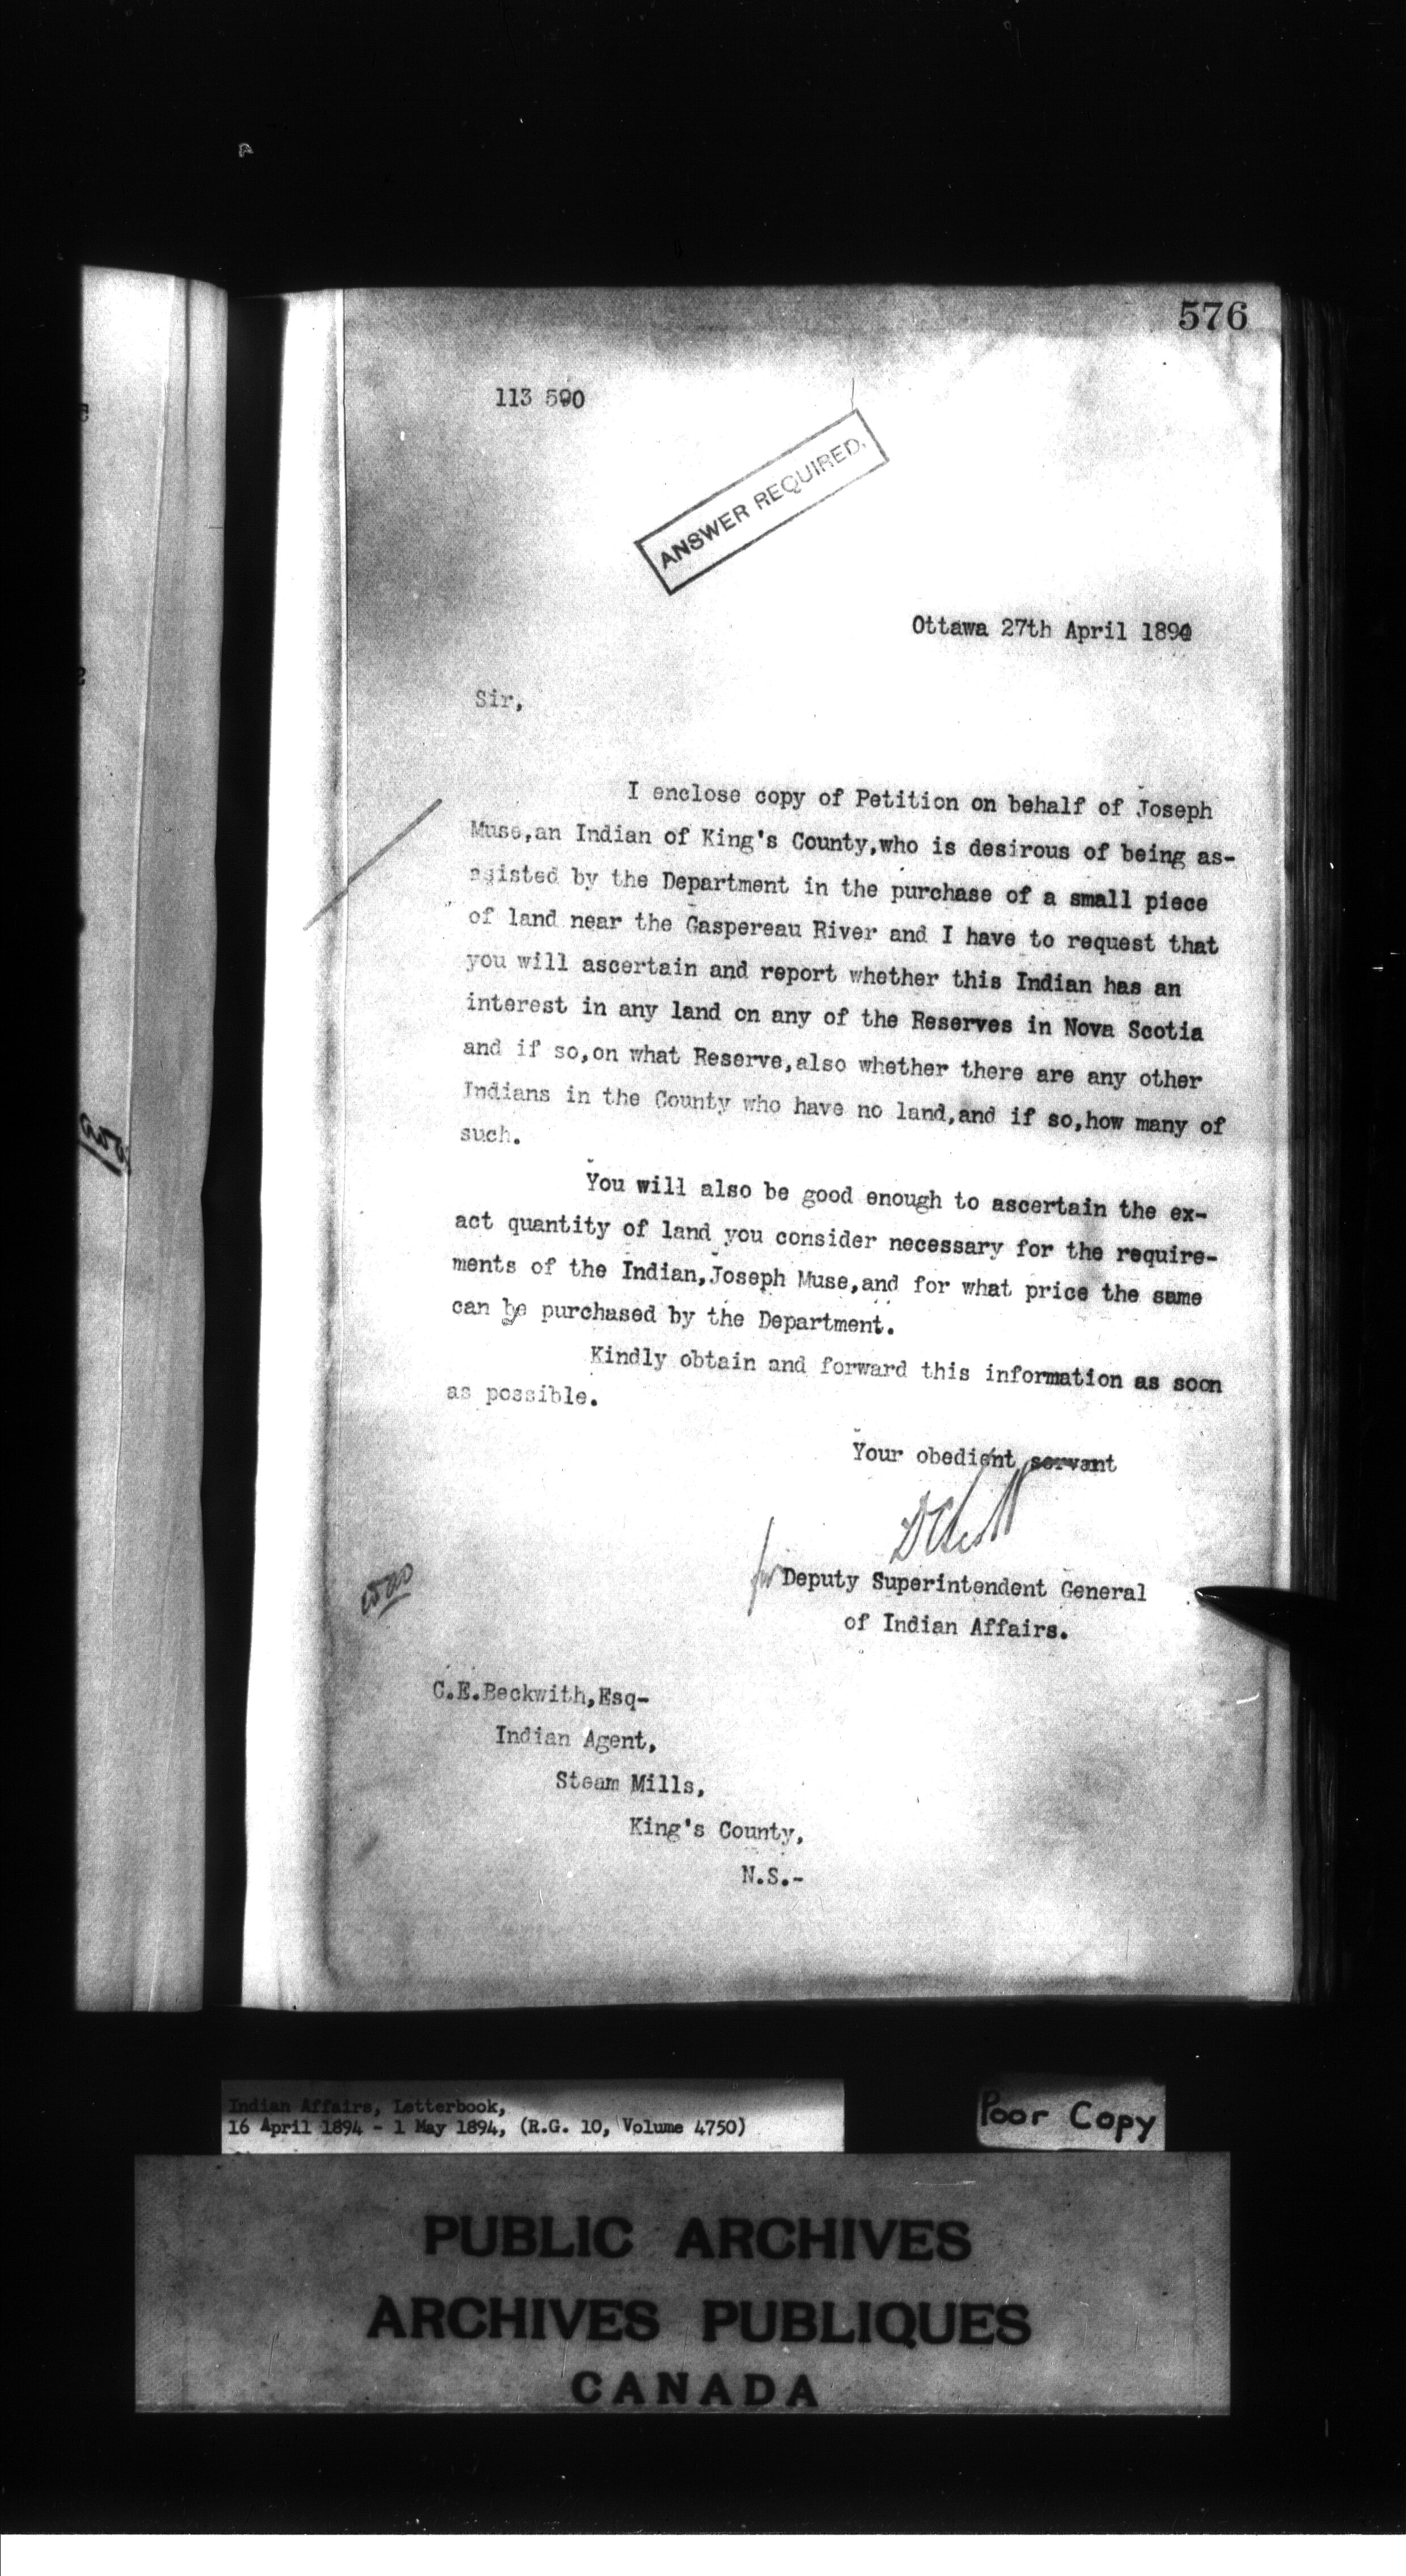 576
113 590
ANSWER REQUIRED.
Ottawa 27th April 1894
Sir,
I enclose copy of Petition on behalf of Joseph
Muse,an Indian of King's County,who is desirous of being as-
sisted by the Department in the purchase of a small piece
of land near the Gaspereau River and I have to request that
you will ascertain and report whether this Indian has an
interest in any land on any of the Reserves in Nova Scotia
and if so,on what Reserve,also whether there are any other
Indians in the County who have no land,and if so,how many of
such.
You will also be good enough to ascertain the ex-
act quantity of land you consider necessary for the require-
ments of the Indian,Joseph Muse,and for what price the same
can be purchased by the Department.
Kindly obtain and forward this information as soon
as possible.
Your obedient servant
for Deputy Superintendent General
of Indian Affairs.
C.E.Beckwith,Esq-
Indian Agent,
Steam Mills,
King's County,
N.S.-
Indian Affairs, Letterbook,
16 April 1894 - 1 May 1894, (R.G. 10, Volume 4750)
Poor Copy
PUBLIC ARCHIVES
ARCHIVES PUBLIQUES
CANADA